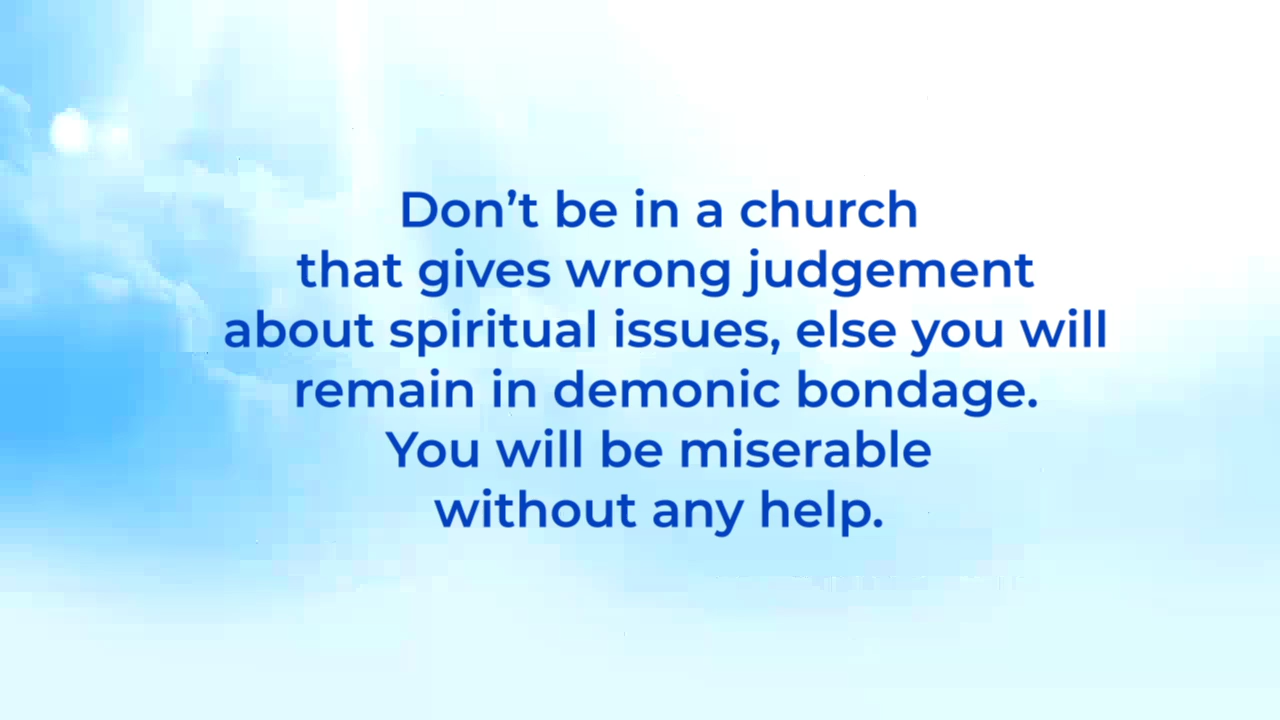 Don’t be in a church
that gives wrong judgement
about spiritual issues, else you will
remain in demonic bondage.
You will be miserable
without any help.